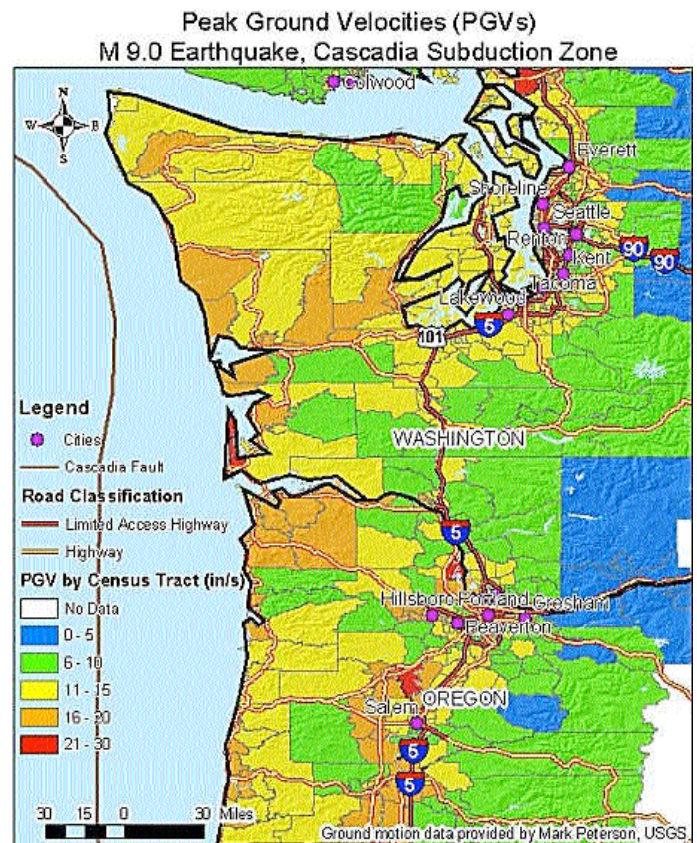 Peak Ground Velocities (PGVs)
M 9.0 Earthquake, Cascadia Subduction Zone
Colwood
N
W E
S
Everett
Shoreline
Seattle
Renton
90
90
Kent
Tacoma
Lakewood
5
101
Legend
Cities
Cascadia Fault
WASHINGTON
Road Classification
Limited Access Highway
Highway
5
PGV by Census Tract (in/s)
No Data
0 - 5
6 - 10
11 - 15
16 - 20
21 - 30
Hillsboro Portland Gresham
Beaverton
OREGON
Salem
5
5
30 15 0 30 Miles
Ground motion data provided by Mark Peterson, USGS